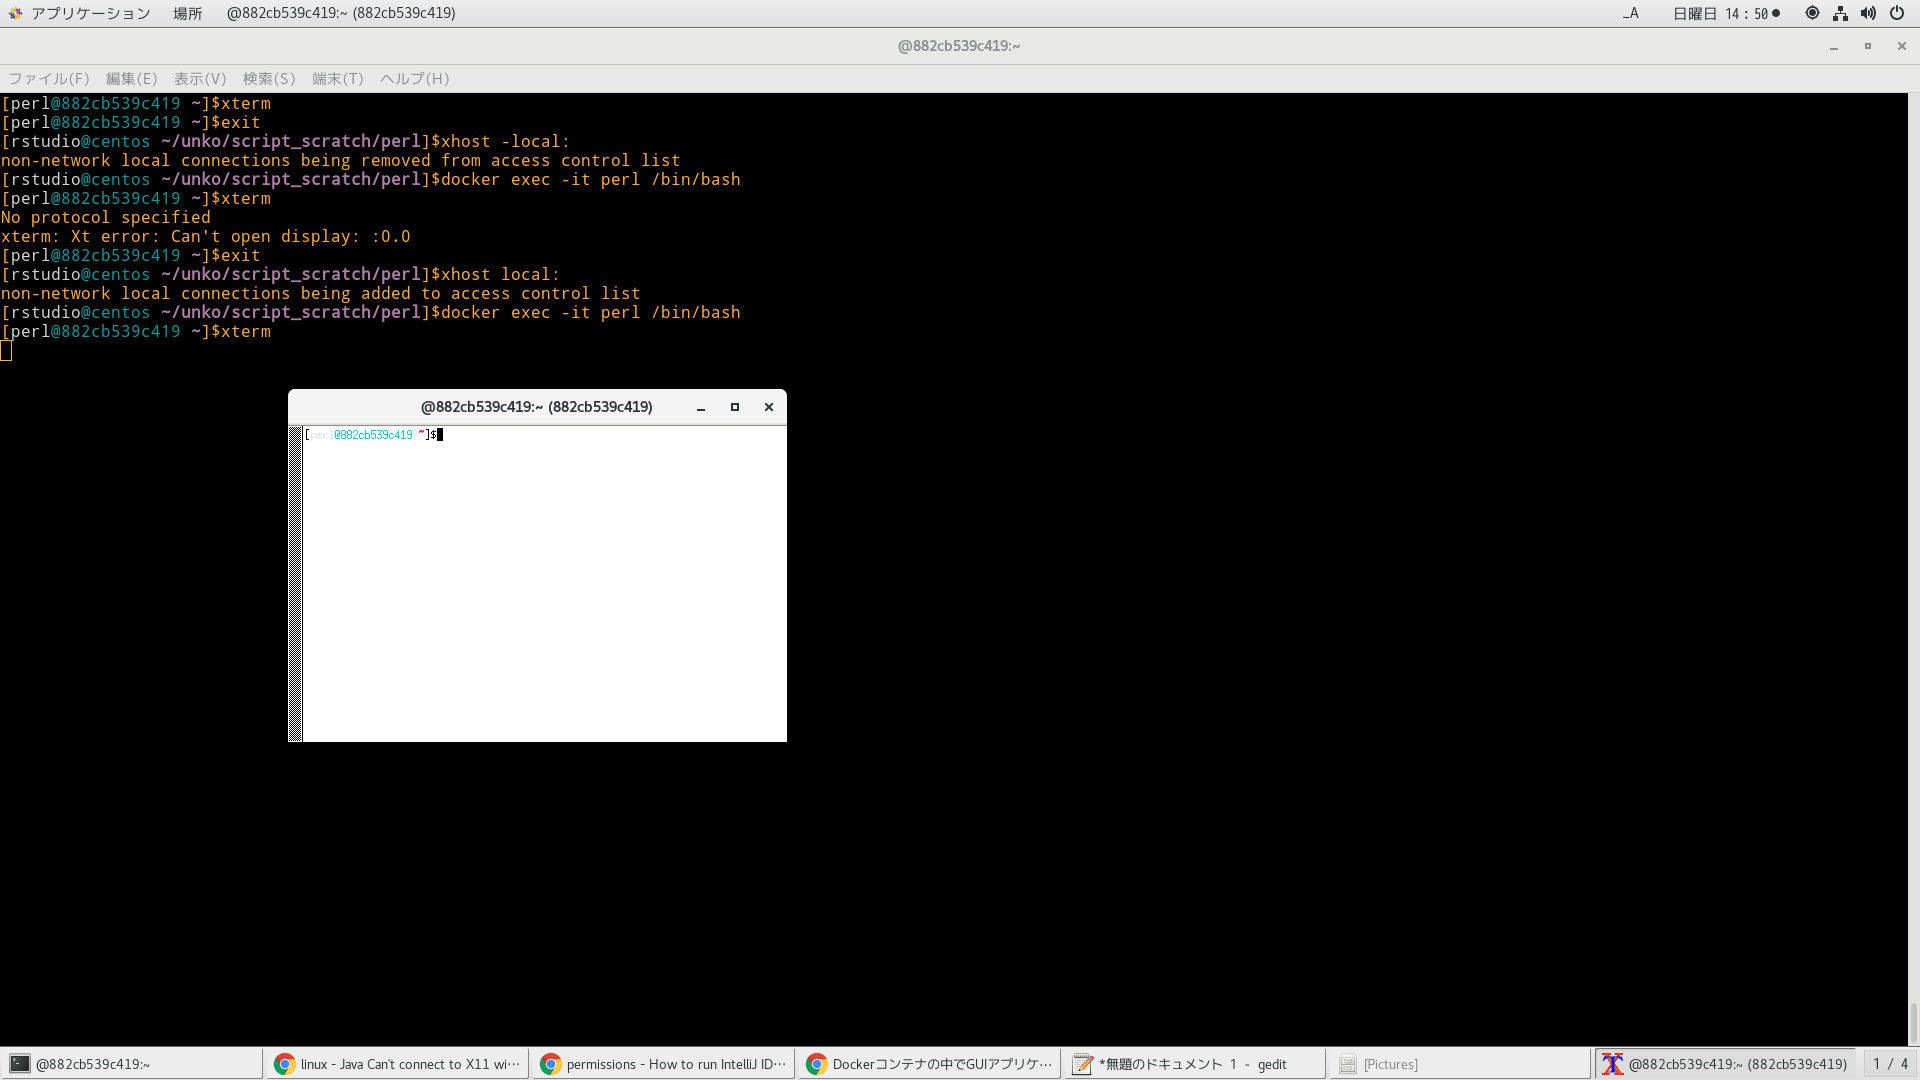 アプリケーション 場所 @882cb539c419:~ (882cb539c419) _A 日曜日 14：50
@882cb539c419:~
ファイル(F) 編集(E) 表示(V) 検索(S) 端末(T) ヘルプ(H)
[perl@882cb539c419 ~]$xterm
[perl@882cb539c419 ~]$exit
[rstudio@centos ~/unko/script_scratch/perl]$xhost -local:
non-network local connections being removed from access control list
[rstudio@centos ~/unko/script_scratch/perl]$docker exec -it perl /bin/bash
[perl@882cb539c419 ~]$xterm
No protocol specified
xterm: Xt error: Can't open display: :0.0
[perl@882cb539c419 ~]$exit
[rstudio@centos ~/unko/script_scratch/perl]$xhost local:
non-network local connections being added to access control list
[rstudio@centos ~/unko/script_scratch/perl]$docker exec -it perl /bin/bash
[perl@882cb539c419 ~]$xterm
@882cb539c419:~ (882cb539c419)
[perl@882cb539c419 ~]$
@882cb539c419:~ linux - Java Can't connect to X11 wi… permissions - How to run IntelliJ ID… Dockerコンテナの中でGUIアプリケ… *無題のドキュメント 1 - gedit [Pictures] @882cb539c419:~ (882cb539c419) 1 / 4